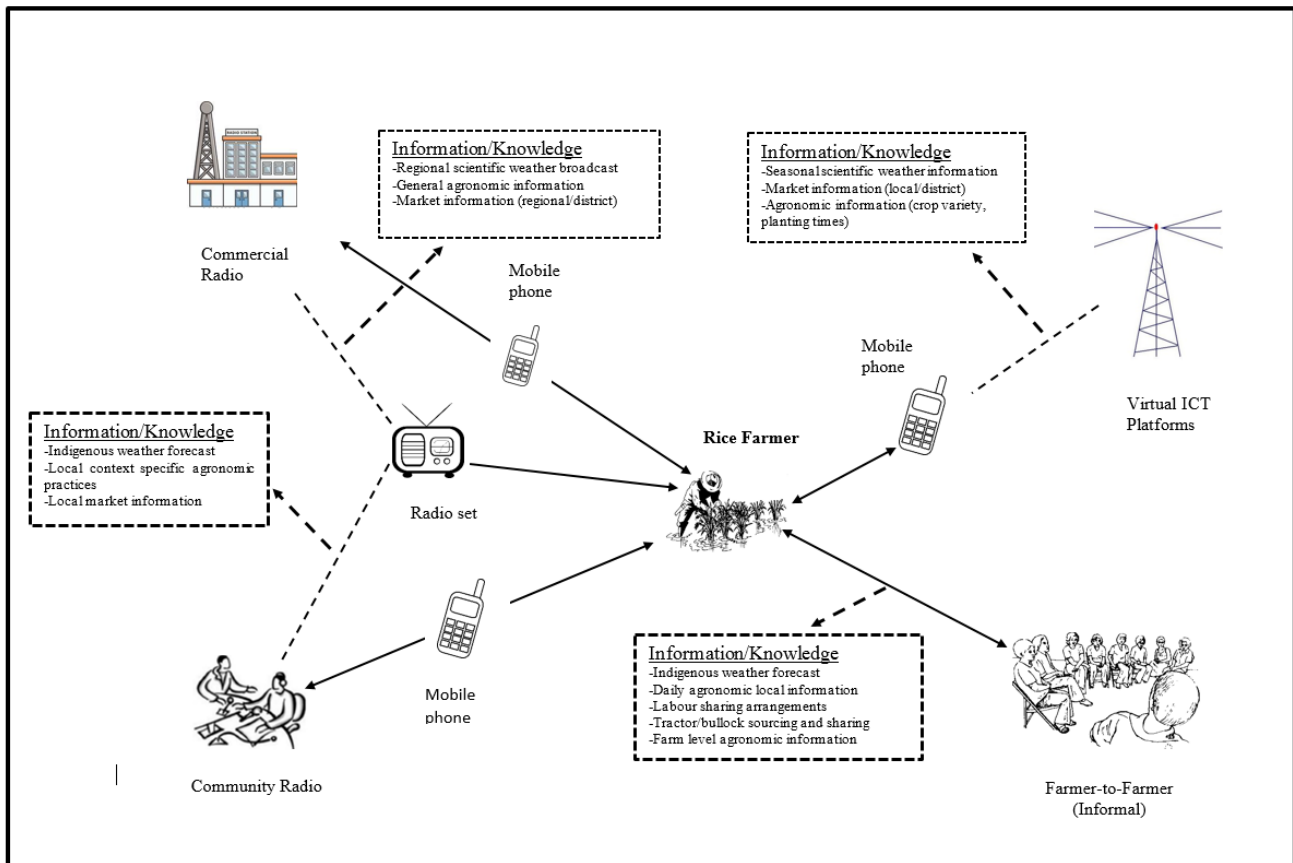 RADIO STATION
Commercial
Radio
Information/Knowledge
-Regional scientific weather broadcast
-General agronomic information
-Market information (regional/district)
Mobile
phone
Information/Knowledge
-Seasonal scientific weather information
-Market information (local/district)
-Agronomic information (crop variety,
planting times)
Mobile
phone
Virtual ICT
Platforms
Information/Knowledge
-Indigenous weather forecast
-Local context specific agronomic
practices
-Local market information
Radio set
Rice Farmer
Mobile
phone
Community Radio
Information/Knowledge
-Indigenous weather forecast
-Daily agronomic local information
-Labour sharing arrangements
-Tractor/bullock sourcing and sharing
-Farm level agronomic information
Farmer-to-Farmer
(Informal)